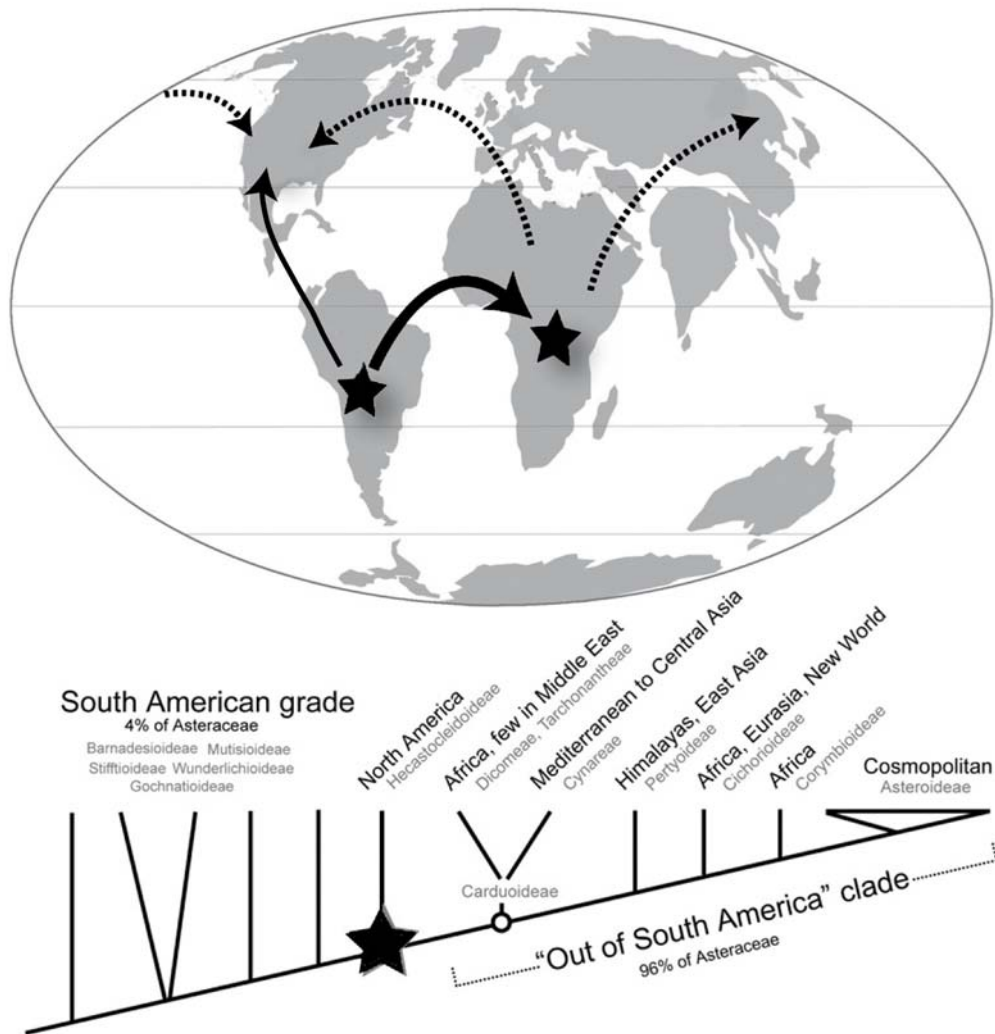 South American grade
4% of Asteraceae
Barnadesioideae Mutisioideae
Stifftioideae Wunderlichioideae
Gochnatioideae
North America
Hecastocleidoideae
Africa, few in Middle East
Dicomeae, Tarchonantheae
Mediterranean to Central Asia
Cynareae
Himalayas, East Asia
Pertyoideae
Africa, Eurasia, New World
Cichorioideae
Africa
Corymbioideae
Cosmopolitan
Asteroideae
Carduoideae
“Out of South America” clade
96% of Asteraceae